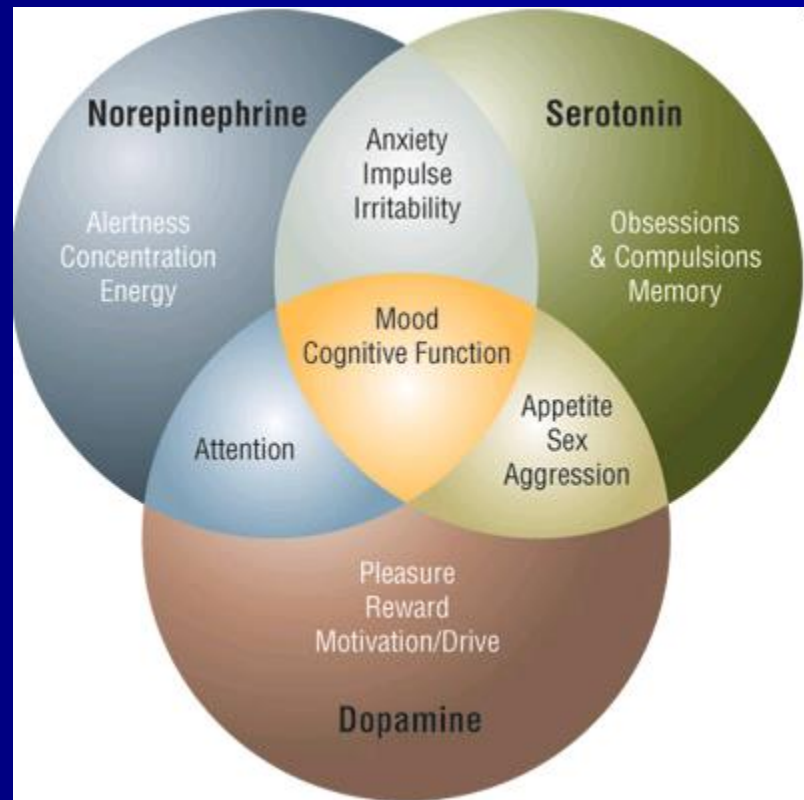 Norepinephrine
Serotonin
Anxiety
Impulse
Irritability
Alertness
Concentration
Energy
Obsessions
& Compulsions
Memory
Mood
Cognitive Function
Attention
Appetite
Sex
Aggression
Pleasure
Reward
Motivation/Drive
Dopamine